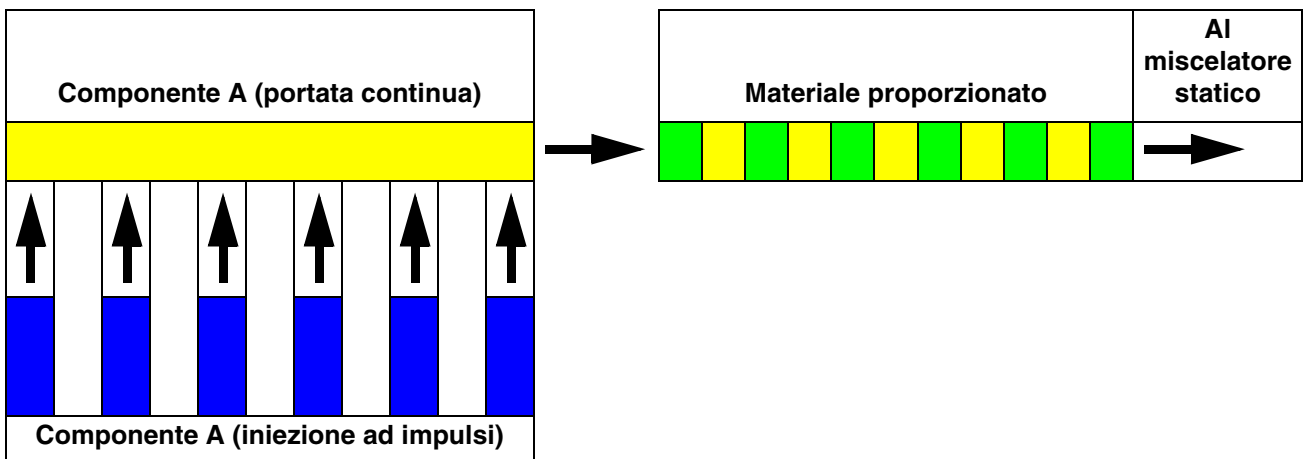 Componente A (portata continua)
Materiale proporzionato
Al
miscelatore
statico
Componente A (iniezione ad impulsi)